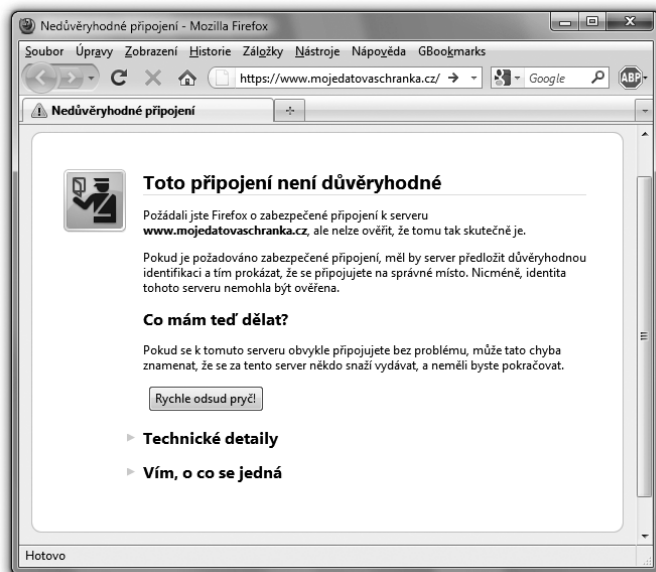 Nedůvěryhodné připojení - Mozilla Firefox
Soubor Úpravy Zobrazení Historie Záložky Nástroje Nápověda GBookmarks
https://www.mojedatovaschranka.cz/ Google ABP
Nedůvěryhodné připojení
Toto připojení není důvěryhodné
Požádali jste Firefox o zabezpečené připojení k serveru
www.mojedatovaschranka.cz, ale nelze ověřit, že tomu tak skutečně je.
Pokud je požadováno zabezpečené připojení, měl by server předložit důvěryhodnou
identifikaci a tím prokázat, že se připojujete na správné místo. Nicméně, identita
tohoto serveru nemohla být ověřena.
Co mám teď dělat?
Pokud se k tomuto serveru obvykle připojujete bez problému, může tato chyba
znamenat, že se za tento server někdo snaží vydávat, a neměli byste pokračovat.
Rychle odsud pryč!
Technické detaily
Vím, o co se jedná
Hotovo